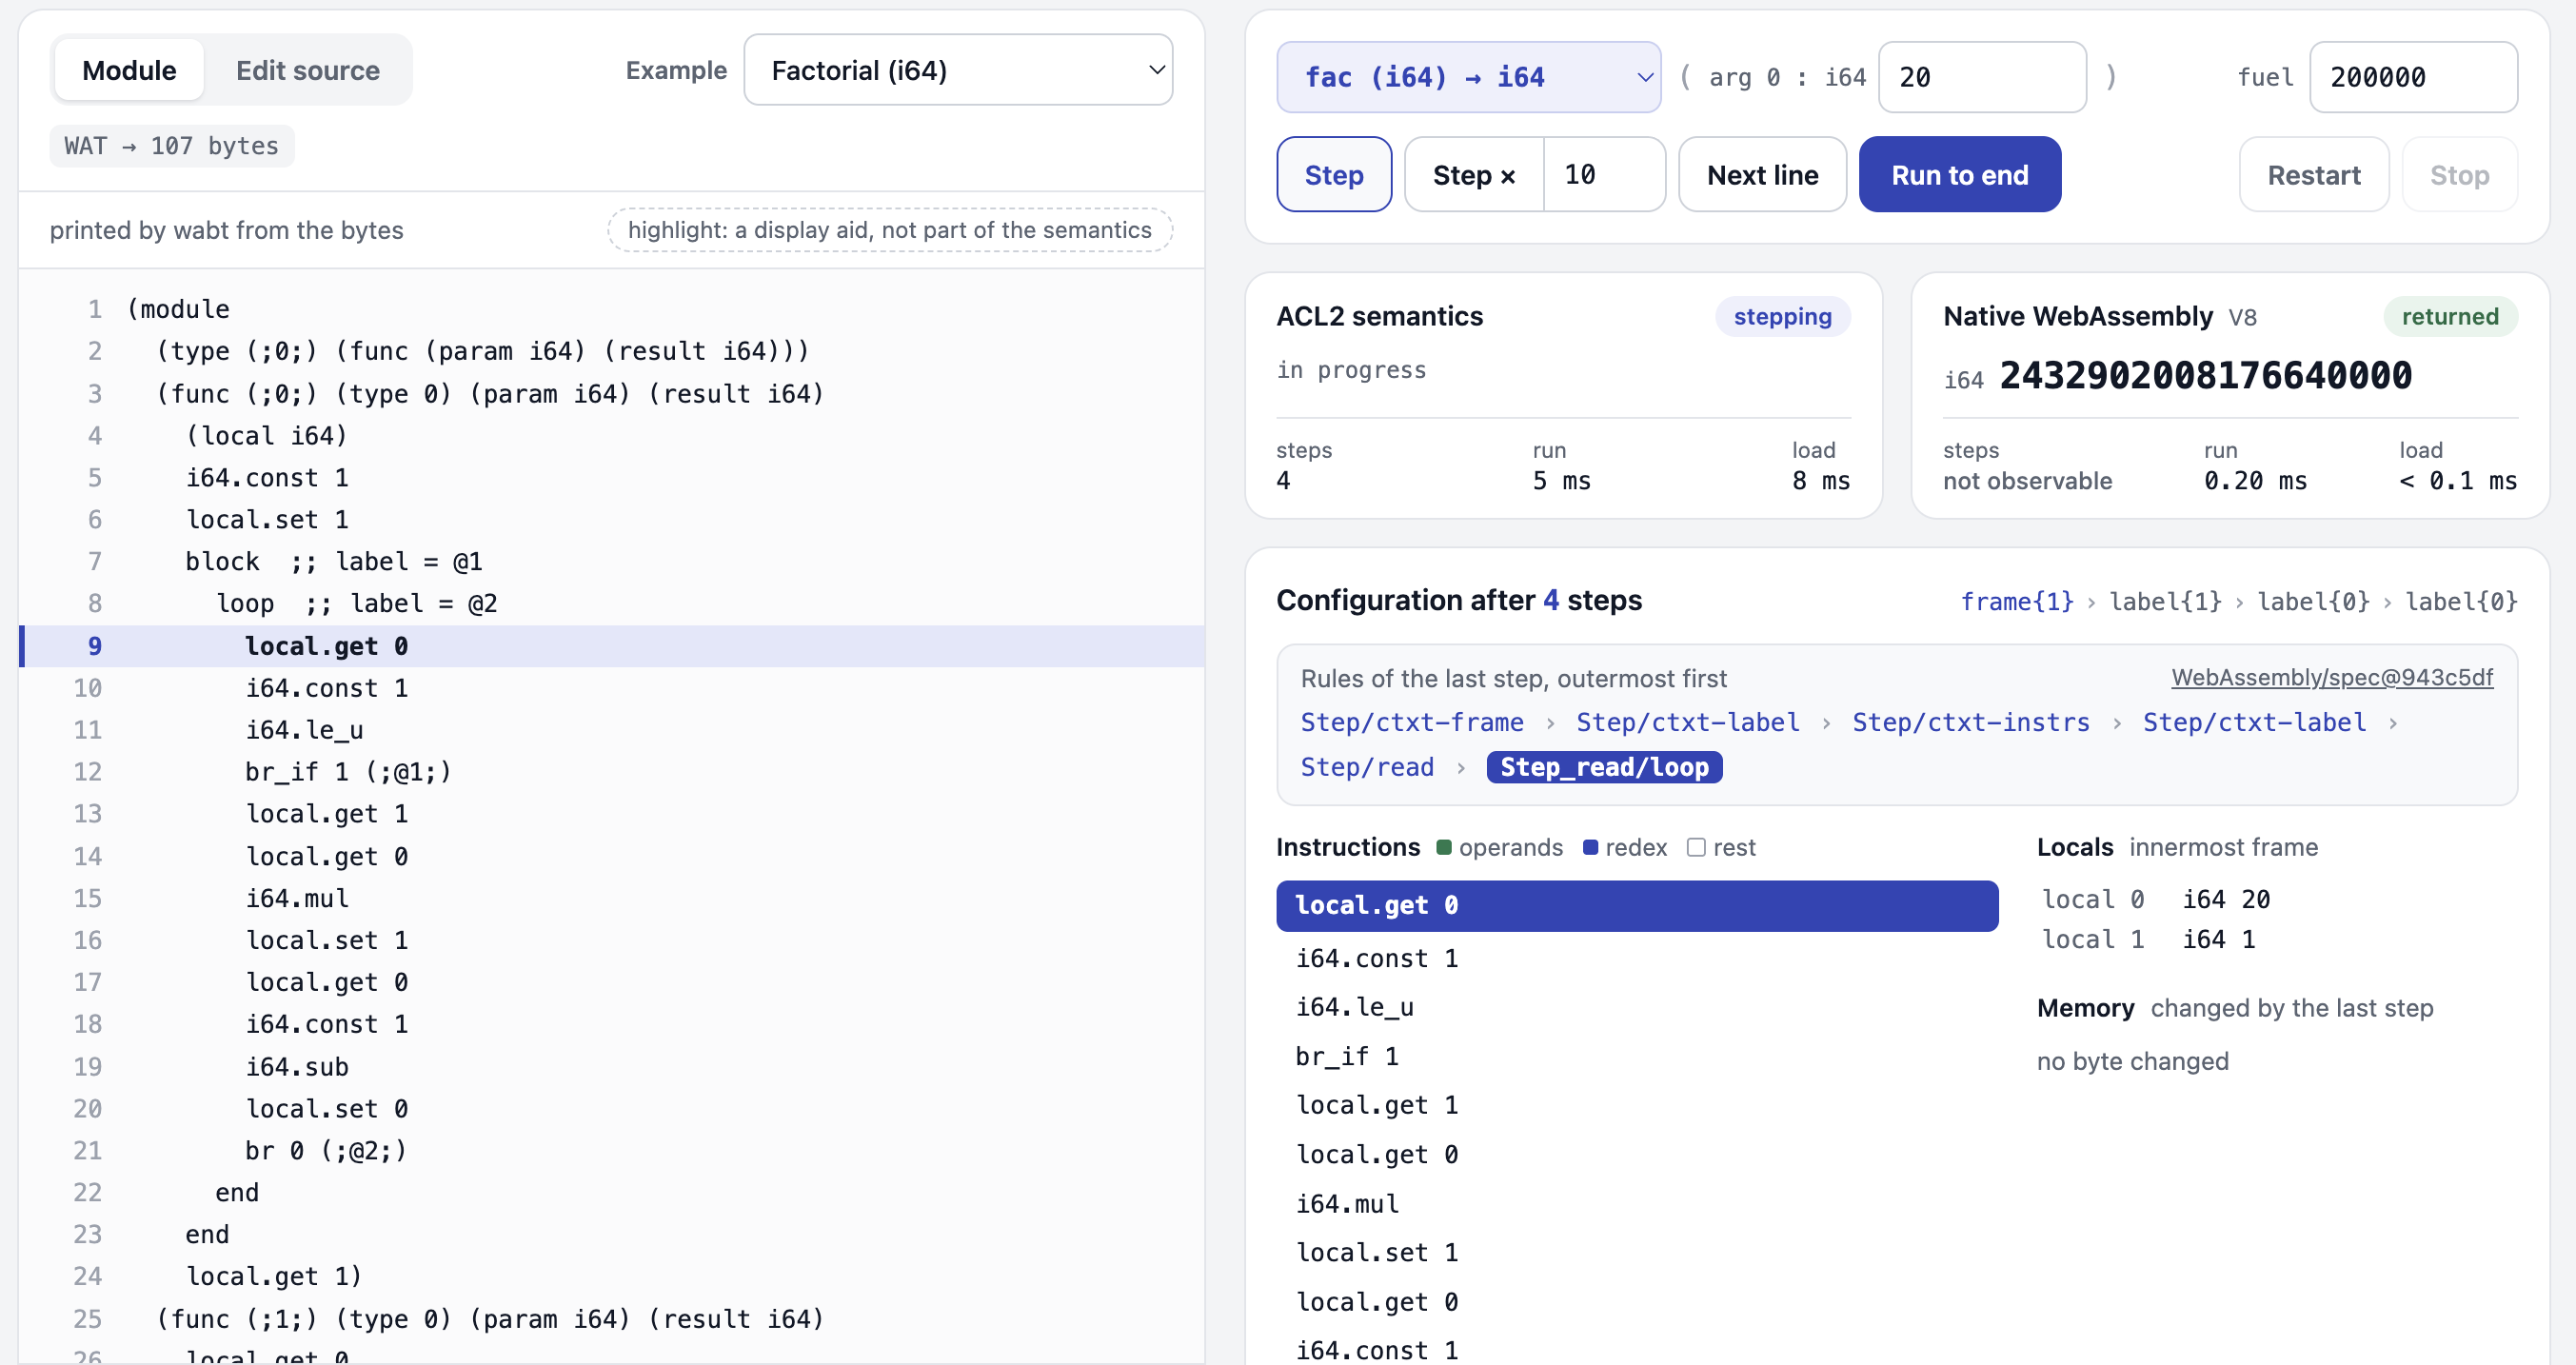 Module Edit source Example Factorial (i64)
WAT → 107 bytes
printed by wabt from the bytes highlight: a display aid, not part of the semantics
1 (module
2 (type (;0;) (func (param i64) (result i64)))
3 (func (;0;) (type 0) (param i64) (result i64)
4 (local i64)
5 i64.const 1
6 local.set 1
7 block ;; label = @1
8 loop ;; label = @2
9 local.get 0
10 i64.const 1
11 i64.le_u
12 br_if 1 (;@1;)
13 local.get 1
14 local.get 0
15 i64.mul
16 local.set 1
17 local.get 0
18 i64.const 1
19 i64.sub
20 local.set 0
21 br 0 (;@2;)
22 end
23 end
24 local.get 1)
25 (func (;1;) (type 0) (param i64) (result i64)
26 local.get 0
fac (i64) → i64 ( arg 0 : i64 20 ) fuel 200000
Step Step × 10 Next line Run to end Restart Stop
ACL2 semantics stepping
in progress
steps run load
4 5 ms 8 ms
Native WebAssembly V8 returned
i64 2432902008176640000
steps run load
not observable 0.20 ms < 0.1 ms
Configuration after 4 steps frame{1} › label{1} › label{0} › label{0}
Rules of the last step, outermost first WebAssembly/spec@943c5df
Step/ctxt-frame › Step/ctxt-label › Step/ctxt-instrs › Step/ctxt-label ›
Step/read › Step_read/loop
Instructions operands redex rest
local.get 0
i64.const 1
i64.le_u
br_if 1
local.get 1
local.get 0
i64.mul
local.set 1
local.get 0
i64.const 1
Locals innermost frame
local 0 i64 20
local 1 i64 1
Memory changed by the last step
no byte changed